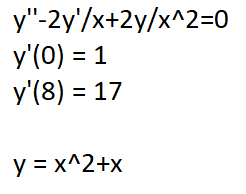 y''-2y'/x+2y/x^2=0
y'(0) = 1
y'(8) = 17
y = x^2+x